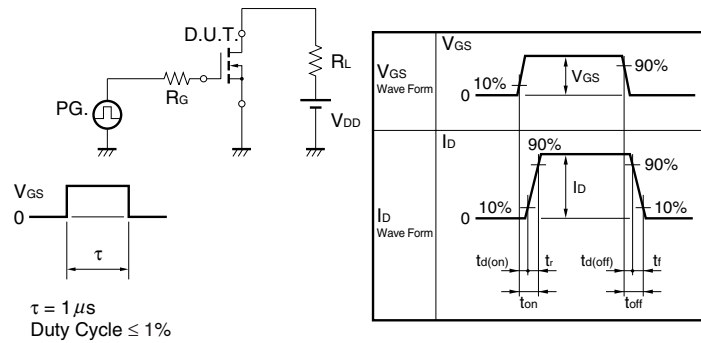 D.U.T.
RL
RG
PG.
VDD
VGS
0
τ
τ = 1 μs
Duty Cycle ≤ 1%
VGS
Wave Form
VGS
10%
0
VGS
90%
ID
Wave Form
ID
90%
90%
10%
0
ID
10%
td(on)
tr
td(off)
tf
ton
toff